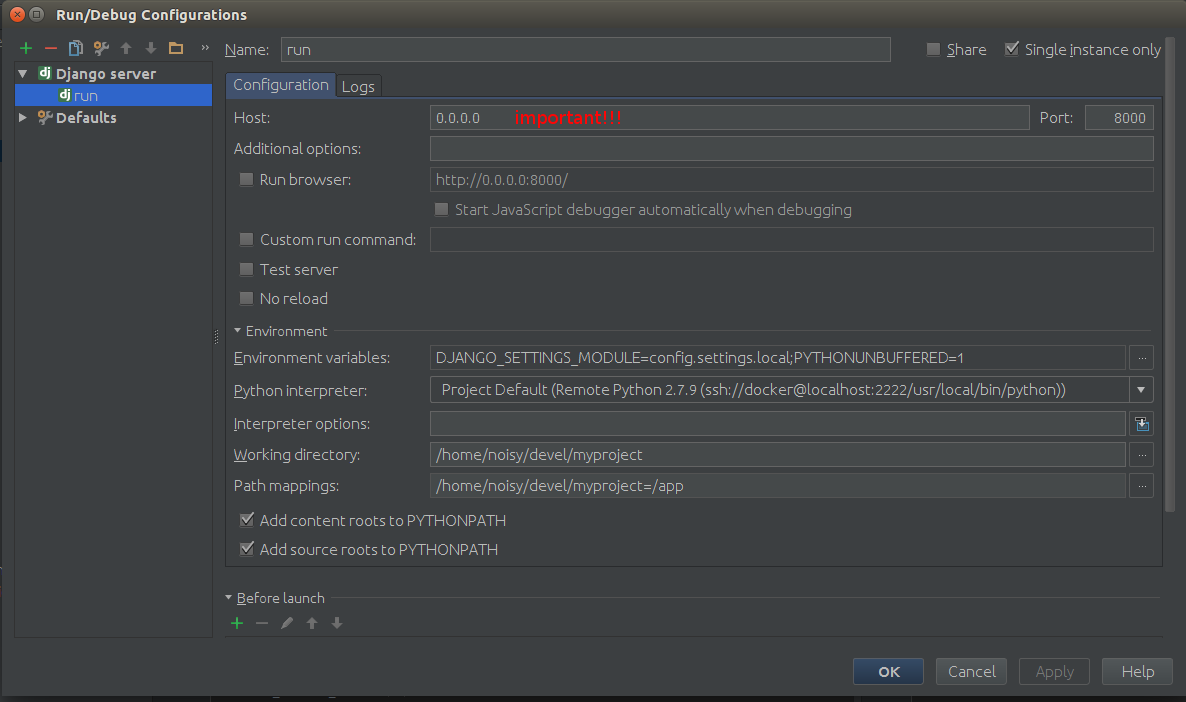 Run/Debug Configurations
Name: run Share Single instance only
Django server
run
Defaults
Configuration Logs
Host: 0.0.0.0 important!!! Port: 8000
Additional options:
Run browser: http://0.0.0.0:8000/
Start JavaScript debugger automatically when debugging
Custom run command:
Test server
No reload
Environment
Environment variables: DJANGO_SETTINGS_MODULE=config.settings.local;PYTHONUNBUFFERED=1 ...
Python interpreter: Project Default (Remote Python 2.7.9 (ssh://docker@localhost:2222/usr/local/bin/python))
Interpreter options:
Working directory: /home/noisy/devel/myproject ...
Path mappings: /home/noisy/devel/myproject=/app ...
Add content roots to PYTHONPATH
Add source roots to PYTHONPATH
Before launch
OK Cancel Apply Help